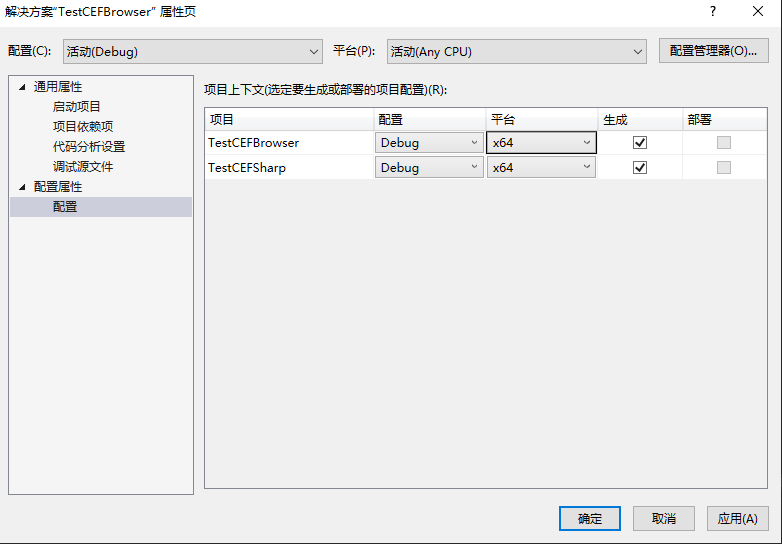 解决方案“TestCEFBrowser” 属性页
?
配置(C):
活动(Debug)
平台(P):
活动(Any CPU)
配置管理器(O)...
通用属性
启动项目
项目依赖项
代码分析设置
调试源文件
配置属性
配置
项目上下文(选定要生成或部署的项目配置)(R):
项目 配置 平台 生成 部署
TestCEFBrowser Debug x64
TestCEFSharp Debug x64
确定
取消
应用(A)